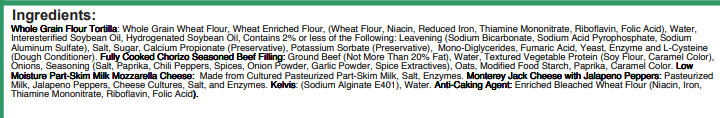 Ingredients:
Whole Grain Flour Tortilla: Whole Grain Wheat Flour, Wheat Enriched Flour, (Wheat Flour, Niacin, Reduced Iron, Thiamine Mononitrate, Riboflavin, Folic Acid), Water,
Interesterified Soybean Oil, Hydrogenated Soybean Oil, Contains 2% or less of the Following: Leavening (Sodium Bicarbonate, Sodium Acid Pyrophosphate, Sodium
Aluminum Sulfate), Salt, Sugar, Calcium Propionate (Preservative), Potassium Sorbate (Preservative), Mono-Diglycerides, Fumaric Acid, Yeast, Enzyme and L-Cysteine
(Dough Conditioner). Fully Cooked Chorizo Seasoned Beef Filling: Ground Beef (Not More Than 20% Fat), Water, Textured Vegetable Protein (Soy Flour, Caramel Color),
Onions, Seasoning (Salt, Paprika, Chili Peppers, Spices, Onion Powder, Garlic Powder, Spice Extractives), Oats, Modified Food Starch, Paprika, Caramel Color. Low
Moisture Part-Skim Milk Mozzarella Cheese: Made from Cultured Pasteurized Part-Skim Milk, Salt, Enzymes. Monterey Jack Cheese with Jalapeno Peppers: Pasteurized
Milk, Jalapeno Peppers, Cheese Cultures, Salt, and Enzymes. Kelvis: (Sodium Alginate E401), Water. Anti-Caking Agent: Enriched Bleached Wheat Flour (Niacin, Iron,
Thiamine Mononitrate, Riboflavin, Folic Acid).